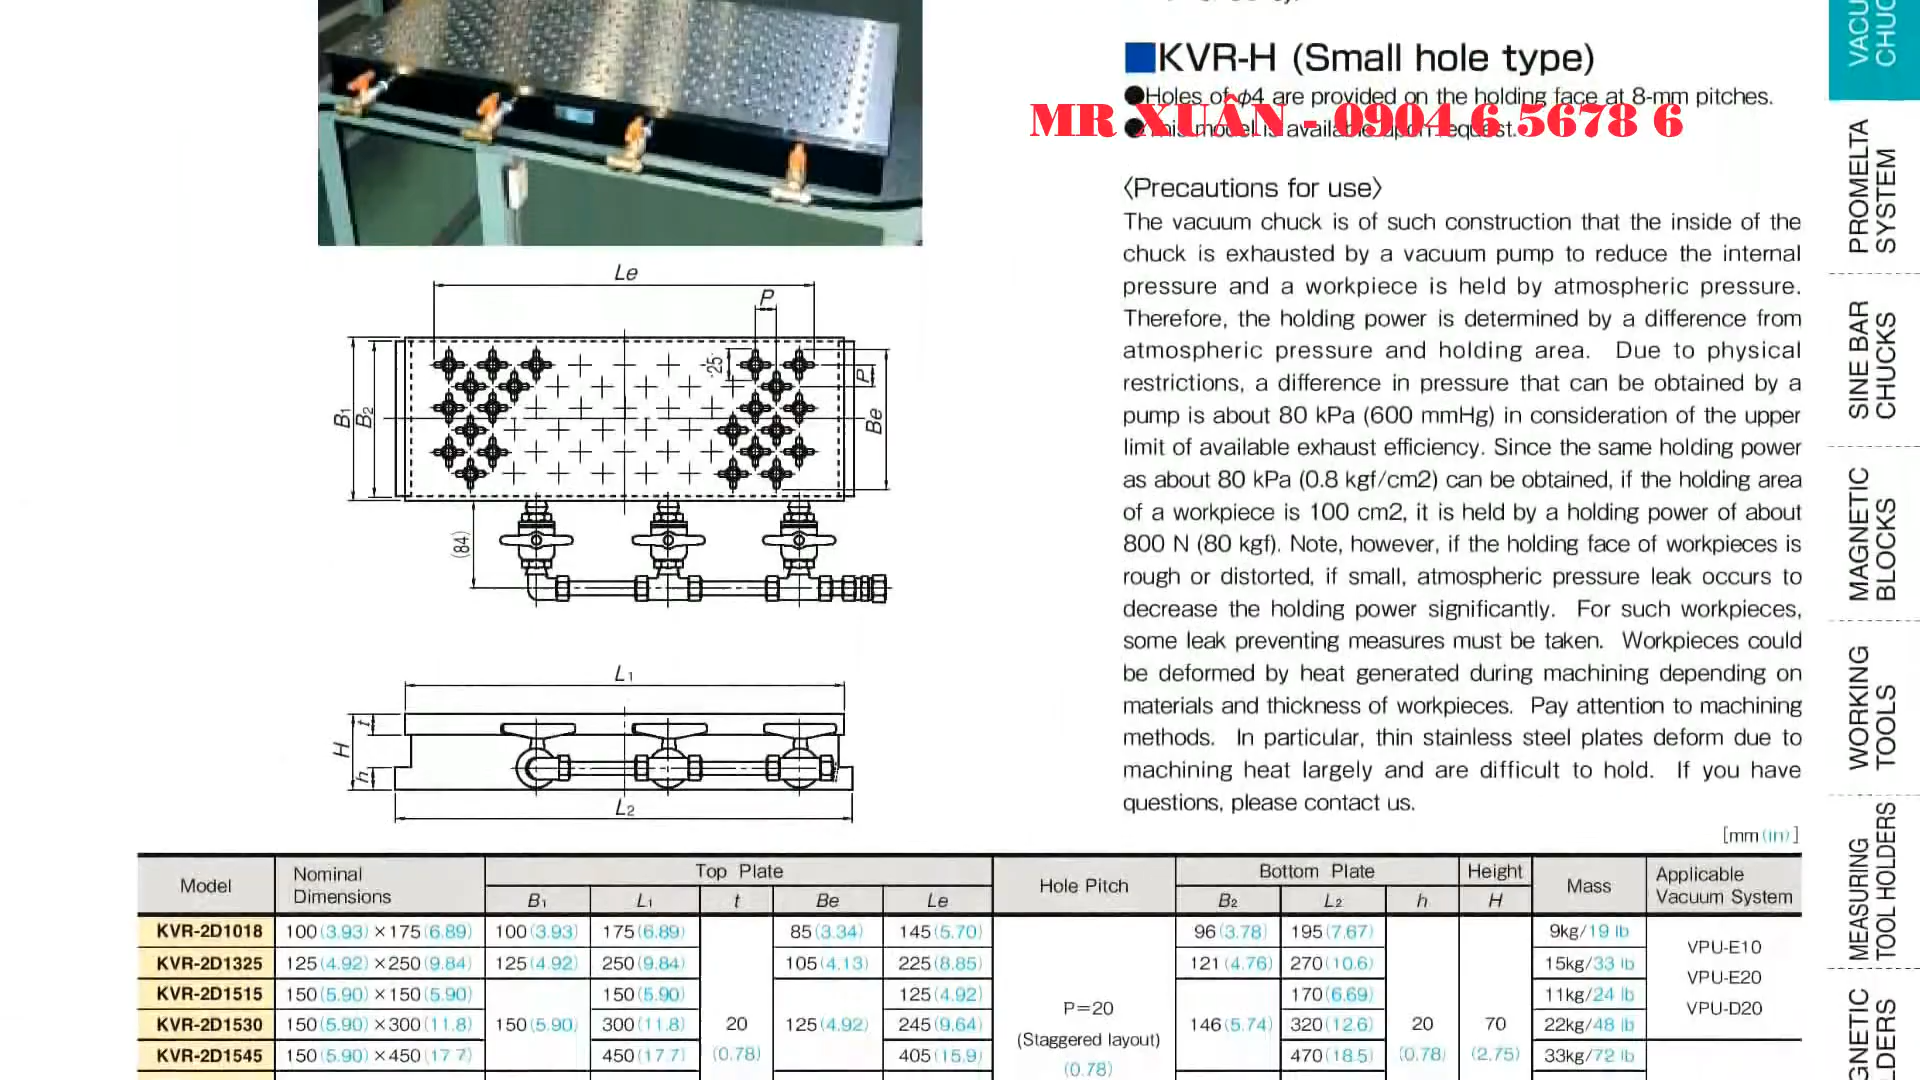 ■KVR-H (Small hole type)
●Holes of φ4 are provided on the holding face at 8-mm pitches.
●This model is available upon request.
MR XUÂN - 0904 6 5678 6
〈Precautions for use〉
The vacuum chuck is of such construction that the inside of the
chuck is exhausted by a vacuum pump to reduce the internal
pressure and a workpiece is held by atmospheric pressure.
Therefore, the holding power is determined by a difference from
atmospheric pressure and holding area. Due to physical
restrictions, a difference in pressure that can be obtained by a
pump is about 80 kPa (600 mmHg) in consideration of the upper
limit of available exhaust efficiency. Since the same holding power
as about 80 kPa (0.8 kgf/cm2) can be obtained, if the holding area
of a workpiece is 100 cm2, it is held by a holding power of about
800 N (80 kgf). Note, however, if the holding face of workpieces is
rough or distorted, if small, atmospheric pressure leak occurs to
decrease the holding power significantly. For such workpieces,
some leak preventing measures must be taken. Workpieces could
be deformed by heat generated during machining depending on
materials and thickness of workpieces. Pay attention to machining
methods. In particular, thin stainless steel plates deform due to
machining heat largely and are difficult to hold. If you have
questions, please contact us.
Le
P
25
P
B1
B2
Be
(84)
L1
H
t
h
L2
[mm(in)]
Model Nominal Dimensions Top Plate Hole Pitch Bottom Plate Height Mass Applicable Vacuum System
B1 L1 t Be Le B2 L2 h H
KVR-2D1018 100(3.93)×175(6.89) 100(3.93) 175(6.89) 85(3.34) 145(5.70) 96(3.78) 195(7.67) 9kg/19 lb
VPU-E10
KVR-2D1325 125(4.92)×250(9.84) 125(4.92) 250(9.84) 105(4.13) 225(8.85) 121(4.76) 270(10.6) 15kg/33 lb
VPU-E20
KVR-2D1515 150(5.90)×150(5.90) 150(5.90) 125(4.92) 170(6.69) 11kg/24 lb
P=20 VPU-D20
KVR-2D1530 150(5.90)×300(11.8) 150(5.90) 300(11.8) 20 125(4.92) 245(9.64) 146(5.74) 320(12.6) 20 70 22kg/48 lb
(Staggered layout)
KVR-2D1545 150(5.90)×450(17.7) 450(17.7) (0.78) 405(15.9) 470(18.5) (0.78) (2.75) 33kg/72 lb
(0.78)
PROMELTA
SYSTEM
SINE BAR
CHUCKS
MAGNETIC
BLOCKS
WORKING
TOOLS
MEASURING
TOOL HOLDERS